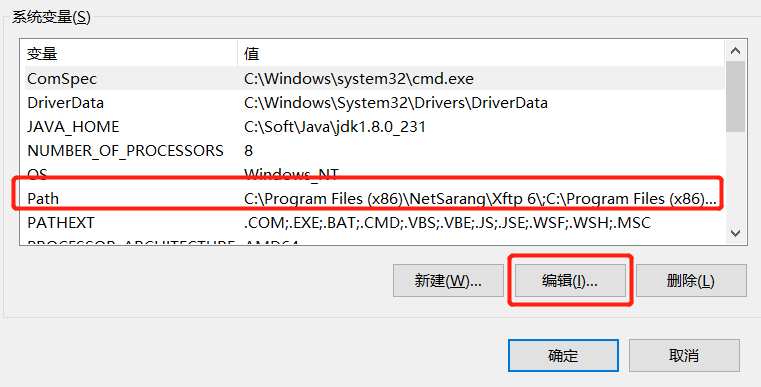 系统变量(S)
变量 值
ComSpec C:\Windows\system32\cmd.exe
DriverData C:\Windows\System32\Drivers\DriverData
JAVA_HOME C:\Soft\Java\jdk1.8.0_231
NUMBER_OF_PROCESSORS 8
OS Windows_NT
Path C:\Program Files (x86)\NetSarang\Xftp 6\;C:\Program Files (x86)...
PATHEXT .COM;.EXE;.BAT;.CMD;.VBS;.VBE;.JS;.JSE;.WSF;.WSH;.MSC
PROCESSOR_ARCHITECTURE AMD64
新建(W)... 编辑(I)... 删除(L)
确定 取消